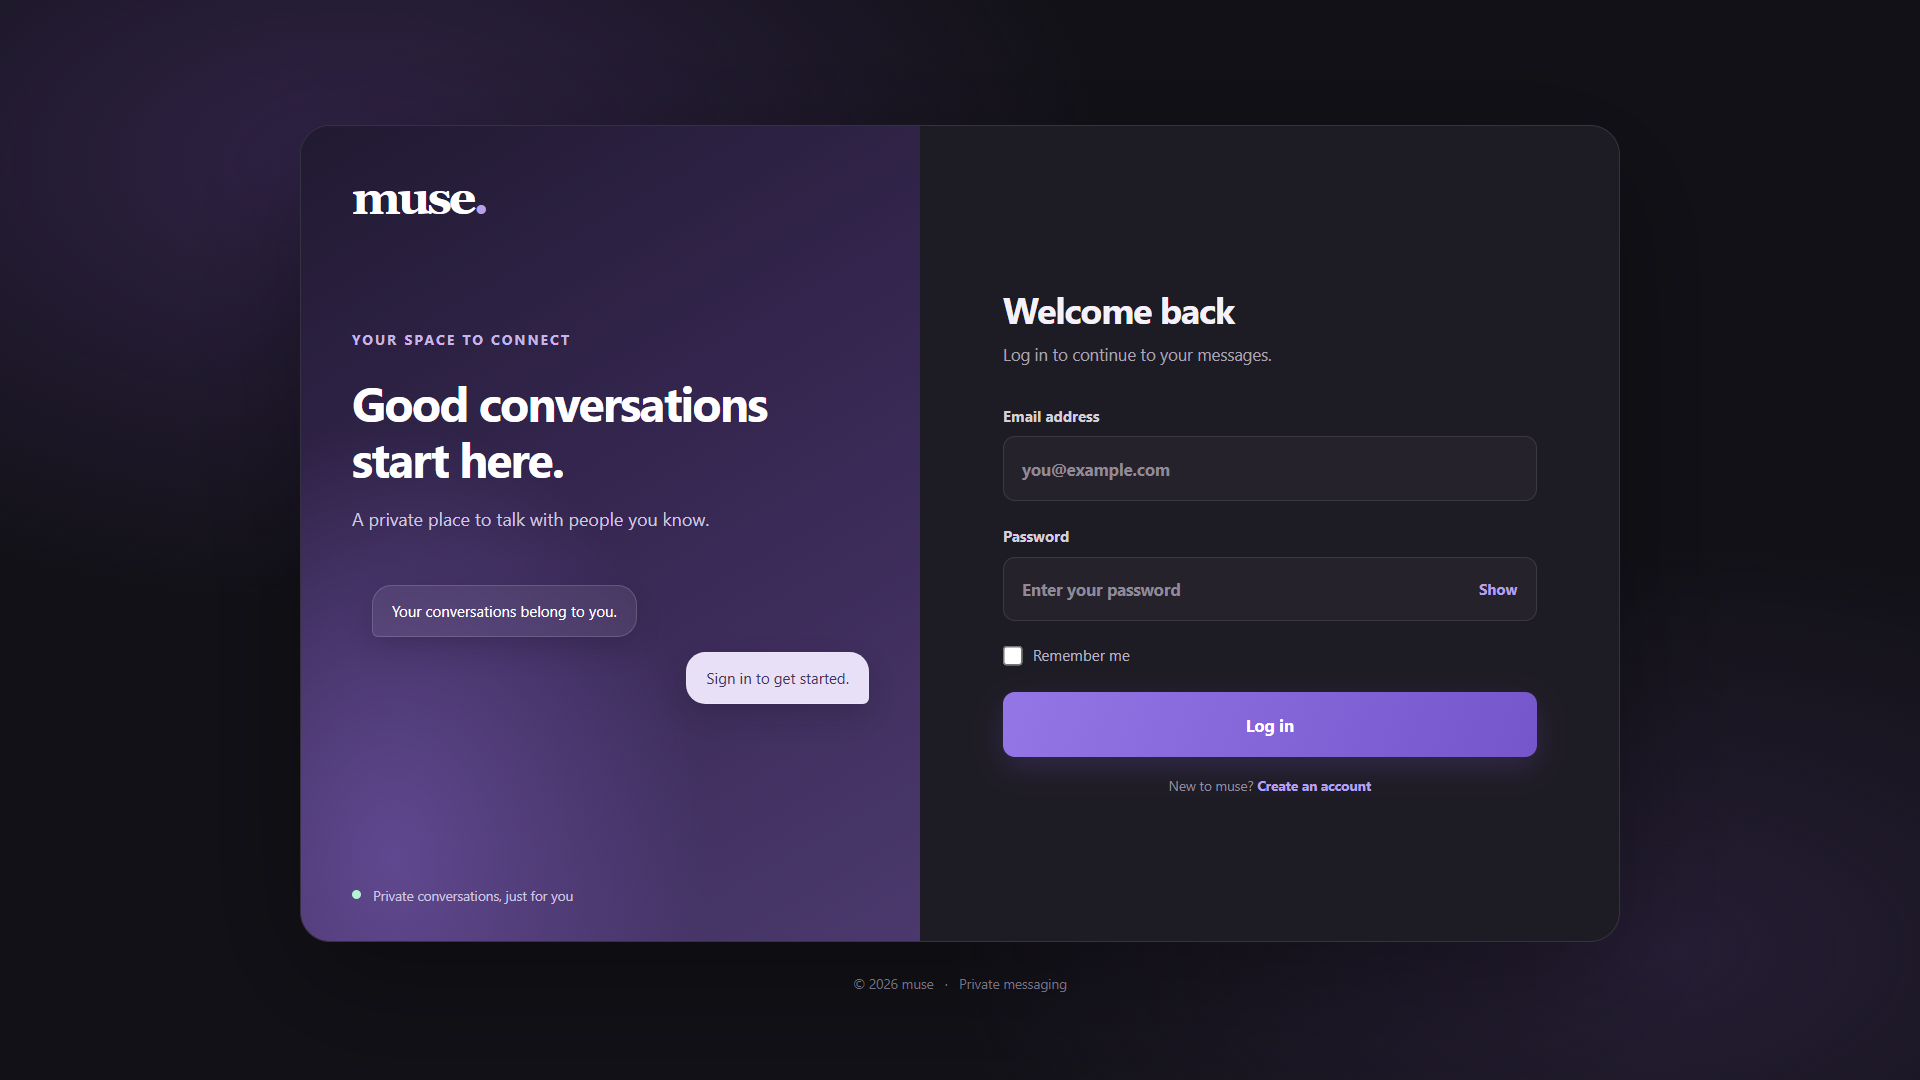 muse.
YOUR SPACE TO CONNECT
Good conversations
start here.
A private place to talk with people you know.
Your conversations belong to you.
Sign in to get started.
Private conversations, just for you
Welcome back
Log in to continue to your messages.
Email address
you@example.com
Password
Enter your password Show
Remember me
Log in
New to muse? Create an account
© 2026 muse · Private messaging